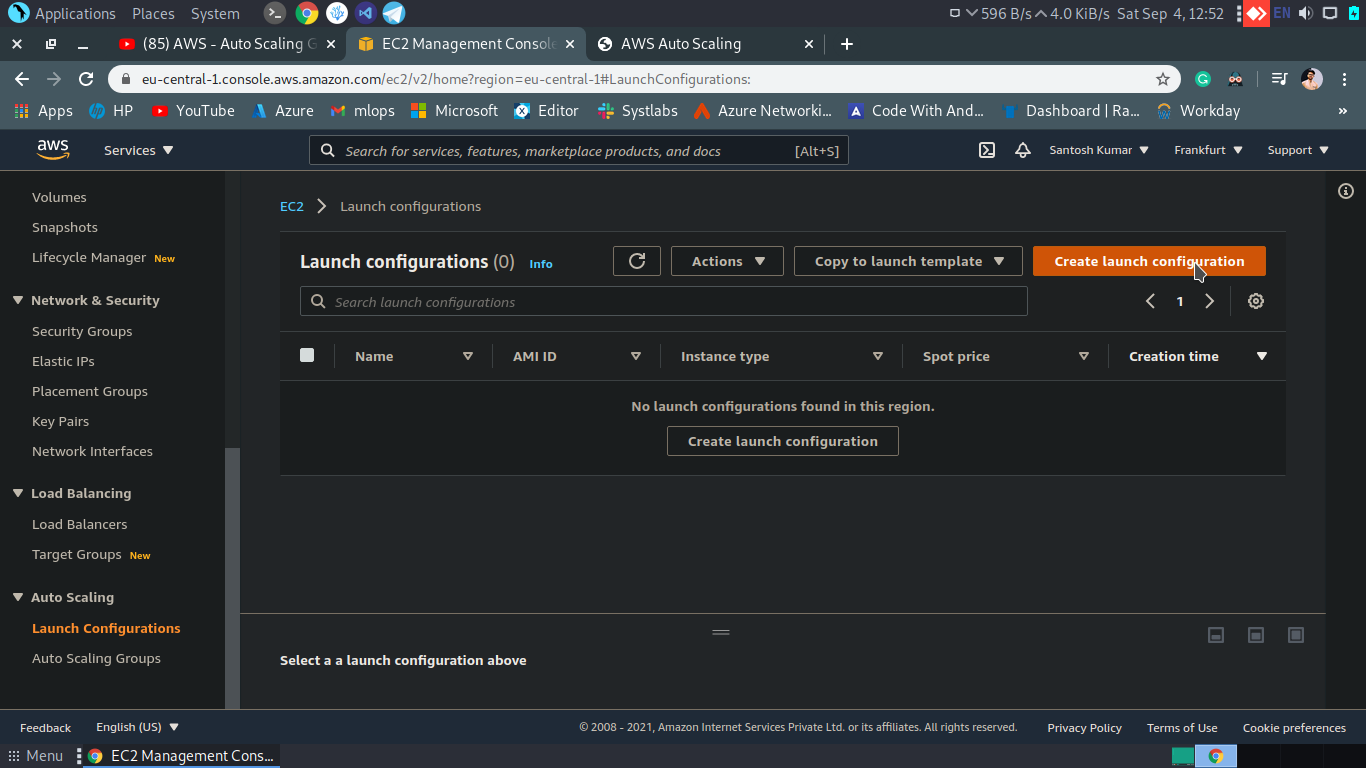 Applications Places System 596 B/s 4.0 KiB/s Sat Sep 4, 12:52 EN
(85) AWS - Auto Scaling G EC2 Management Console AWS Auto Scaling
eu-central-1.console.aws.amazon.com/ec2/v2/home?region=eu-central-1#LaunchConfigurations:
Apps HP YouTube Azure mlops Microsoft Editor Systlabs Azure Networki... Code With And... Dashboard | Ra... Workday »
aws Services Search for services, features, marketplace products, and docs [Alt+S] Santosh Kumar Frankfurt Support
Volumes
Snapshots
Lifecycle Manager New
Network & Security
Security Groups
Elastic IPs
Placement Groups
Key Pairs
Network Interfaces
Load Balancing
Load Balancers
Target Groups New
Auto Scaling
Launch Configurations
Auto Scaling Groups
EC2 Launch configurations
Launch configurations (0) Info Actions Copy to launch template Create launch configuration
Search launch configurations 1
Name AMI ID Instance type Spot price Creation time
No launch configurations found in this region.
Create launch configuration
Select a a launch configuration above
Feedback English (US) © 2008 - 2021, Amazon Internet Services Private Ltd. or its affiliates. All rights reserved. Privacy Policy Terms of Use Cookie preferences
Menu EC2 Management Cons...